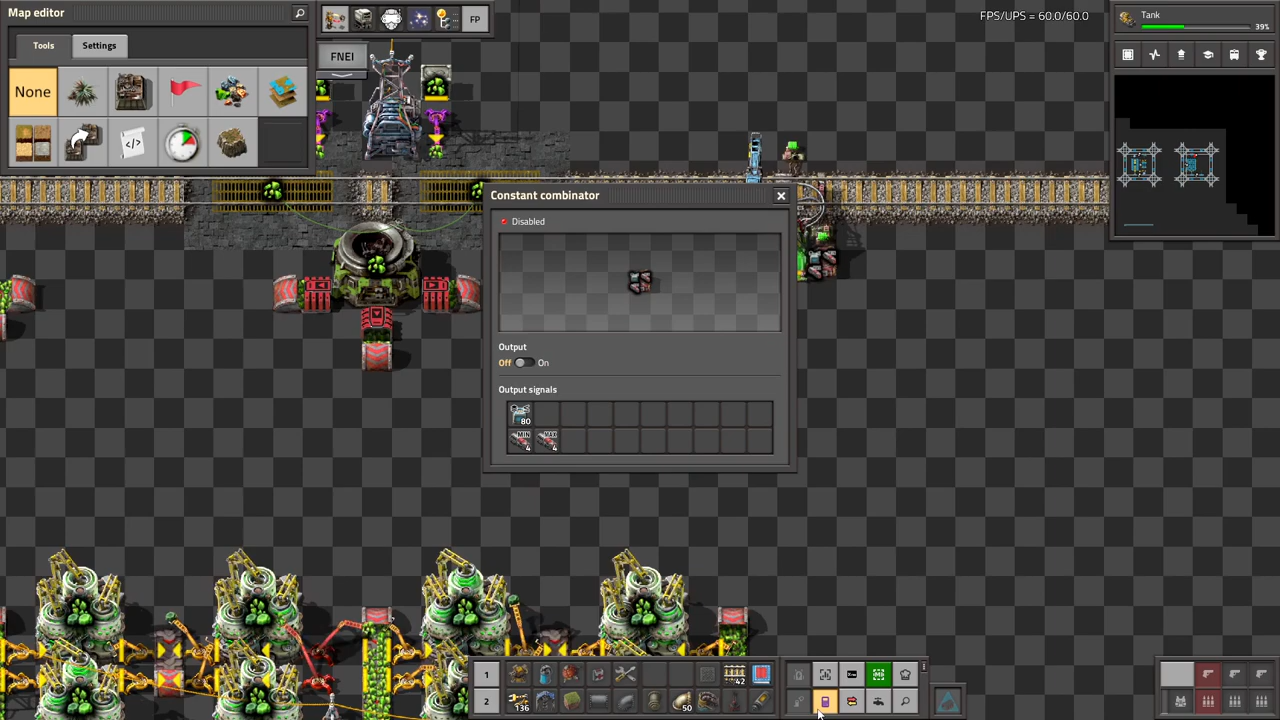 Map editor
FP
FPS/UPS = 60.0/60.0
Tank
39%
Tools
Settings
FNEI
None
Constant combinator
Disabled
Output
Off
On
Output signals
80
MIN
4
MAX
4
1
42
2
136
50